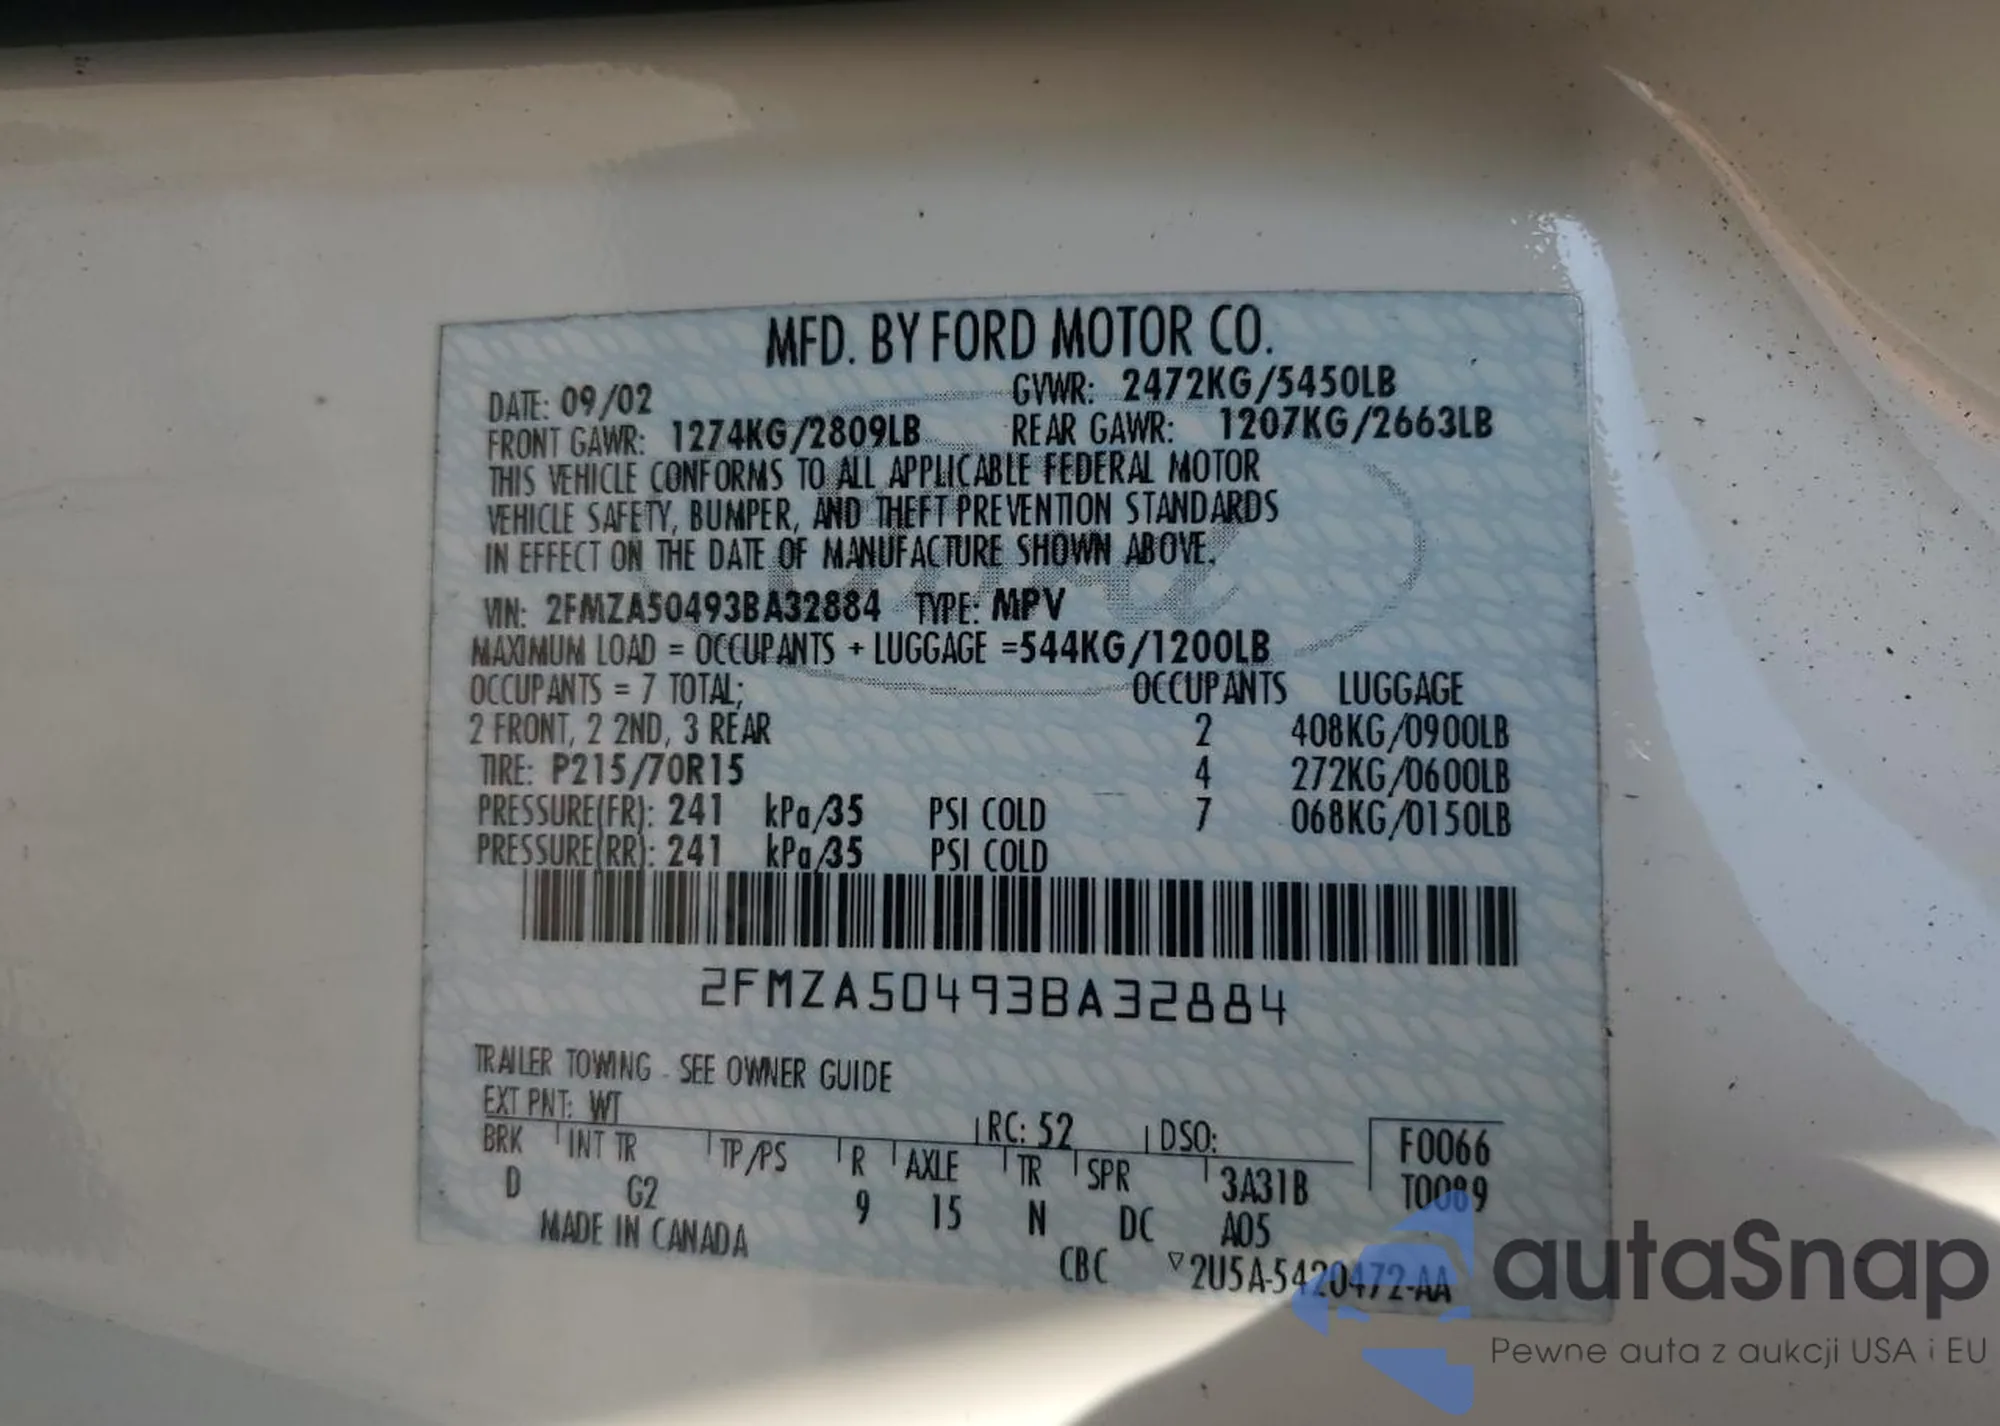 MFD. BY FORD MOTOR CO.
DATE: 09/02 GVWR: 2472KG/5450LB
FRONT GAWR: 1274KG/2809LB REAR GAWR: 1207KG/2663LB
THIS VEHICLE CONFORMS TO ALL APPLICABLE FEDERAL MOTOR
VEHICLE SAFETY, BUMPER, AND THEFT PREVENTION STANDARDS
IN EFFECT ON THE DATE OF MANUFACTURE SHOWN ABOVE.
VIN: 2FMZA50493BA32884 TYPE: MPV
MAXIMUM LOAD = OCCUPANTS + LUGGAGE =544KG/1200LB
OCCUPANTS = 7 TOTAL; OCCUPANTS LUGGAGE
2 FRONT, 2 2ND, 3 REAR 2 408KG/0900LB
TIRE: P215/70R15 4 272KG/0600LB
PRESSURE(FR): 241 kPa/35 PSI COLD 7 068KG/0150LB
PRESSURE(RR): 241 kPa/35 PSI COLD
2FMZA50493BA32884
TRAILER TOWING - SEE OWNER GUIDE
EXT PNT: WT RC: 52 DSO: F0066
BRK INT TR TP/PS R AXLE TR SPR 3A31B T0089
D G2 9 15 N DC A05
MADE IN CANADA CBC ▽2U5A-5420472-AA
autaSnap
Pewne auta z aukcji USA i EU